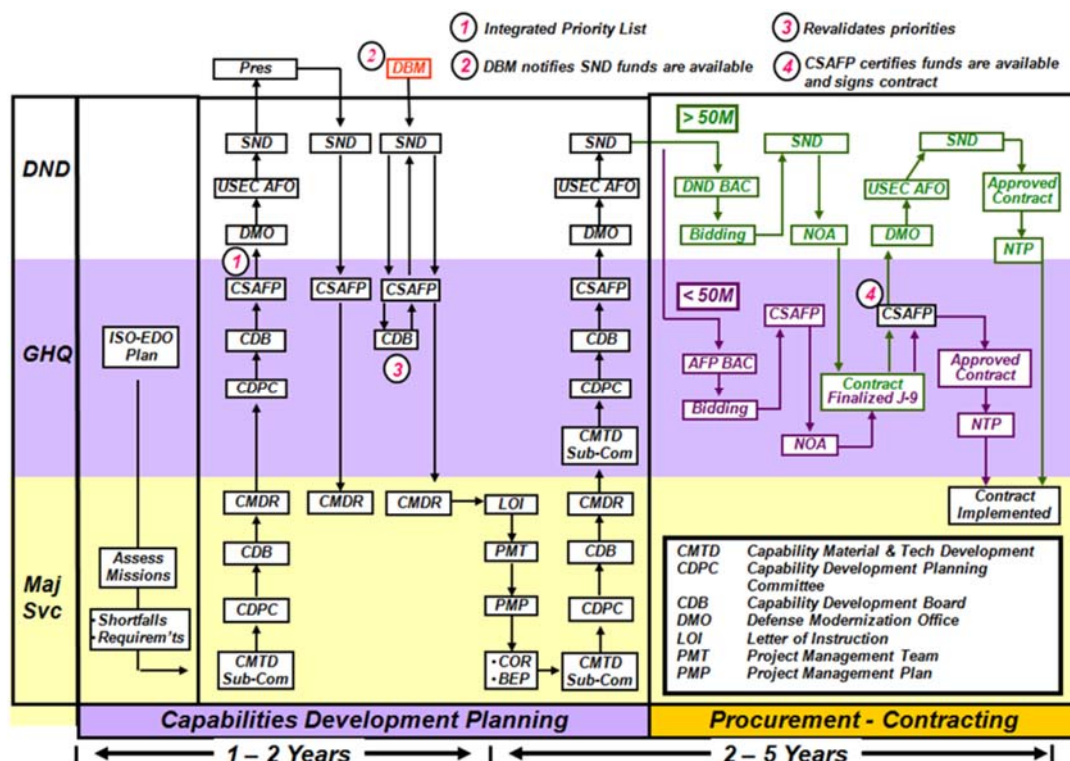 1 Integrated Priority List
2 DBM notifies SND funds are available
3 Revalidates priorities
4 CSAFP certifies funds are available
and signs contract
DND
GHQ
Maj
Svc
ISO-EDO
Plan
Assess
Missions
• Shortfalls
• Requirem'ts
Pres
SND
USEC AFO
DMO
1
CSAFP
CDB
CDPC
CMDR
CDB
CDPC
CMTD
Sub-Com
SND
CSAFP
CMDR
2
DBM
SND
CSAFP
CDB
3
CMDR
LOI
PMT
PMP
• COR
• BEP
SND
USEC AFO
DMO
CSAFP
CDB
CDPC
CMTD
Sub-Com
CMDR
CDB
CDPC
CMTD
Sub-Com
> 50M
DND BAC
Bidding
SND
NOA
DMO
USEC AFO
SND
Approved
Contract
NTP
< 50M
AFP BAC
Bidding
CSAFP
NOA
Contract
Finalized J-9
4
CSAFP
Approved
Contract
NTP
Contract
Implemented
CMTD Capability Material & Tech Development
CDPC Capability Development Planning
Committee
CDB Capability Development Board
DMO Defense Modernization Office
LOI Letter of Instruction
PMT Project Management Team
PMP Project Management Plan
Capabilities Development Planning
Procurement - Contracting
1 – 2 Years
2 – 5 Years